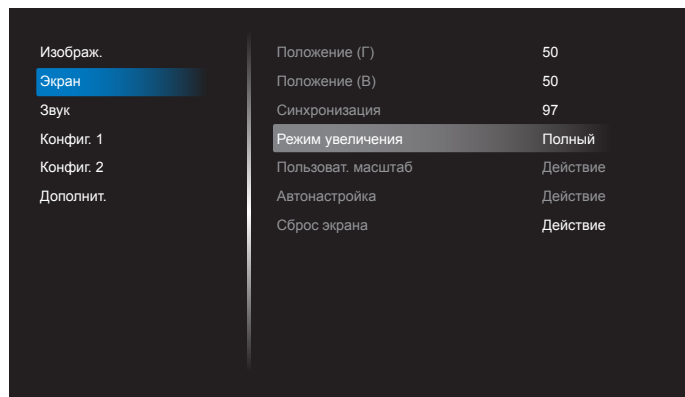 Изображ.
Экран
Звук
Конфиг. 1
Конфиг. 2
Дополнит.
Положение (Г) 50
Положение (В) 50
Синхронизация 97
Режим увеличения Полный
Пользоват. масштаб Действие
Автонастройка Действие
Сброс экрана Действие